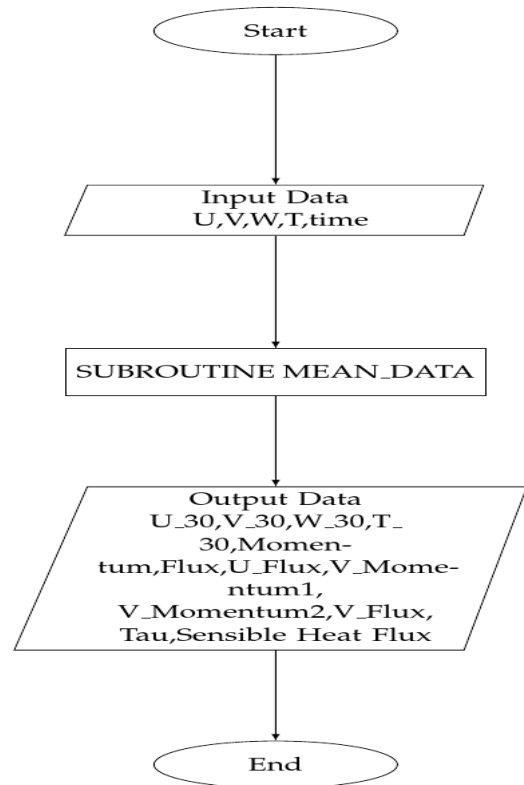 Start
Input Data
U,V,W,T,time
SUBROUTINE MEAN_DATA
Output Data
U_30,V_30,W_30,T_
30,Momen-
tum,Flux,U_Flux,V_Mome-
ntum1,
V_Momentum2,V_Flux,
Tau,Sensible Heat Flux
End